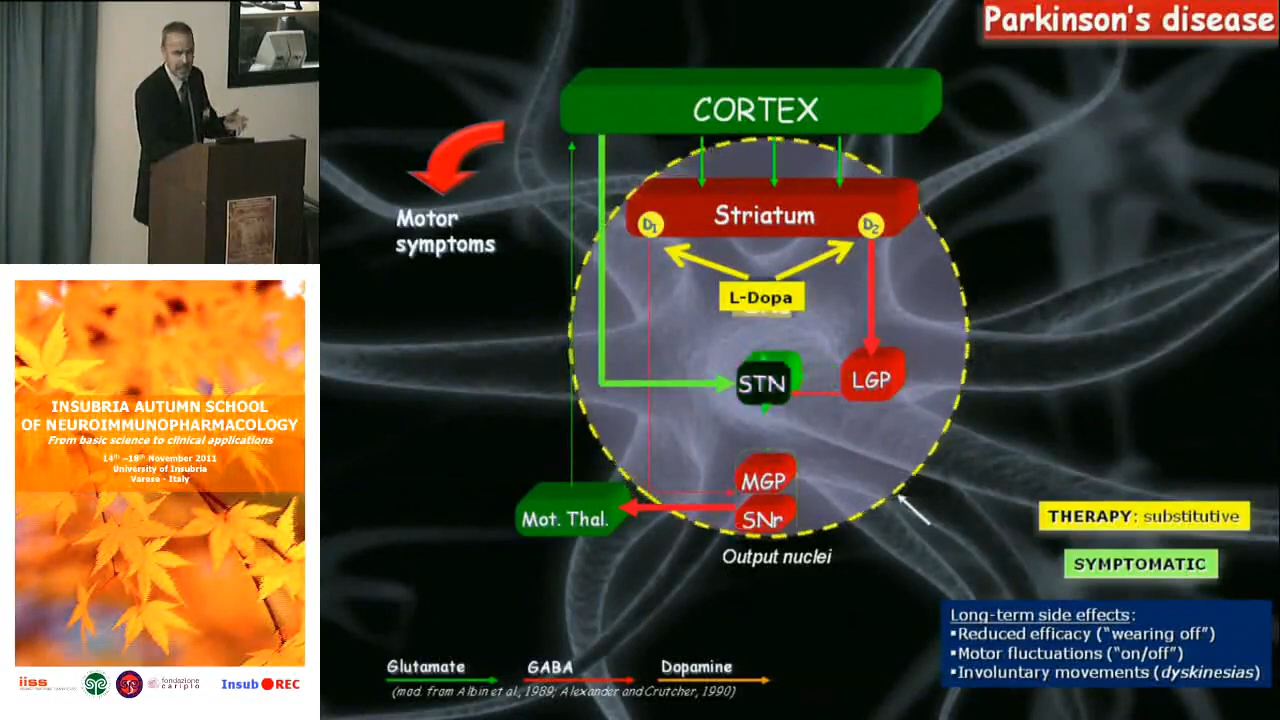 Parkinson's disease
CORTEX
Motor
symptoms
Striatum
D1
D2
L-Dopa
STN
LGP
MGP
SNr
Mot. Thal.
Output nuclei
THERAPY: substitutive
SYMPTOMATIC
Long-term side effects:
▪Reduced efficacy (“wearing off”)
▪Motor fluctuations (“on/off”)
▪Involuntary movements (dyskinesias)
Glutamate
GABA
Dopamine
(mod. from Albin et al., 1989; Alexander and Crutcher, 1990)
INSUBRIA AUTUMN SCHOOL
OF NEUROIMMUNOPHARMACOLOGY
From basic science to clinical applications
14th –18th November 2011
University of Insubria
Varese - Italy
iiss
fondazione
cariplo
Insub REC